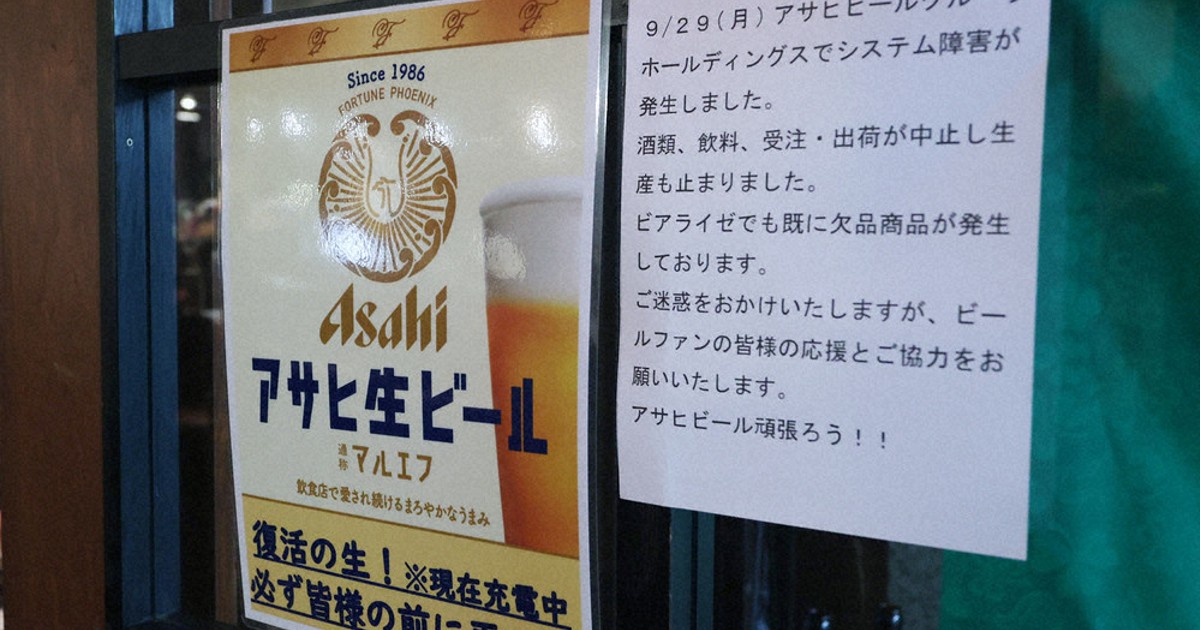 Since 1986
FORTUNE PHOENIX
Asahi
アサヒ生ビール
通称 マルエフ
飲食店で愛され続けるまろやかなうまみ
復活の生！※現在充電中
必ず皆様の前に
9/29(月)アサヒビールグループ
ホールディングスでシステム障害が
発生しました。
酒類、飲料、受注・出荷が中止し生
産も止まりました。
ビアライゼでも既に欠品商品が発生
しております。
ご迷惑をおかけいたしますが、ビー
ルファンの皆様の応援とご協力をお
願いいたします。
アサヒビール頑張ろう！！